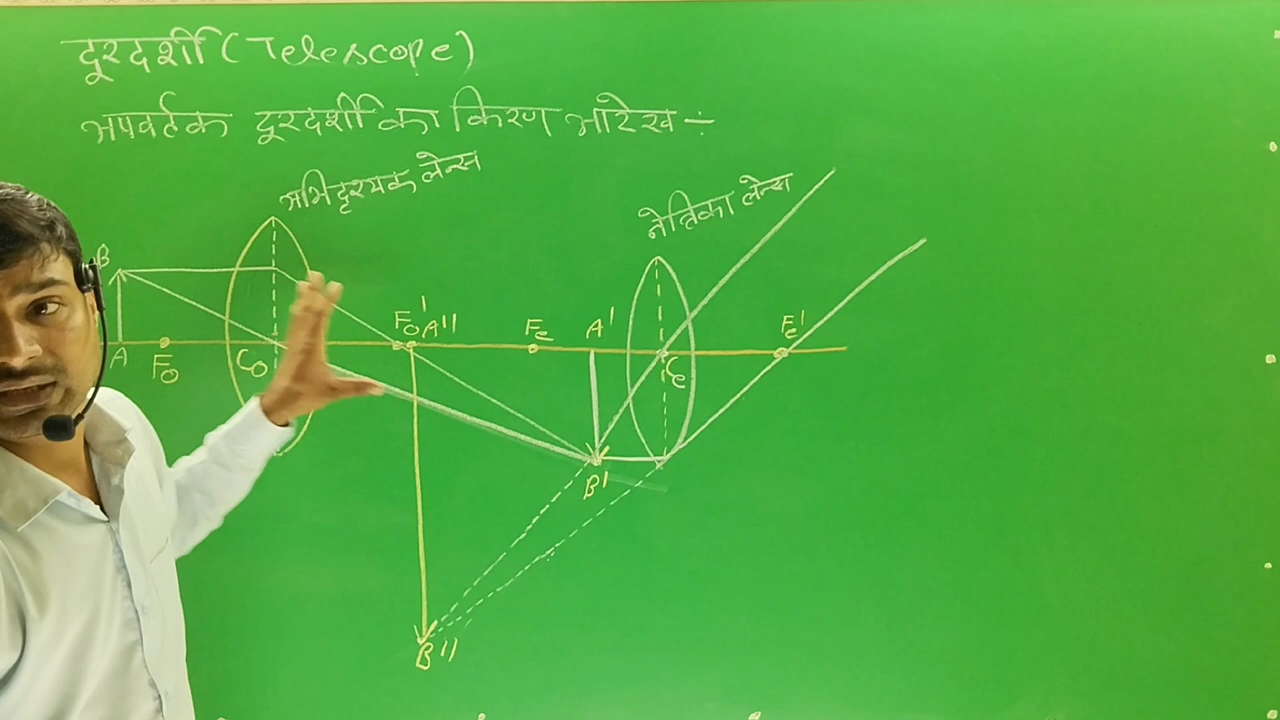 दूरदर्शी (Telescope)
अपवर्तक दूरदर्शी का किरण आरेख ÷
अभिदृश्यक लेन्स
नेत्रिका लेन्स
B
A
F₀
C₀
F₀'
A''
Fₑ
A'
Cₑ
Fₑ'
B'
B''